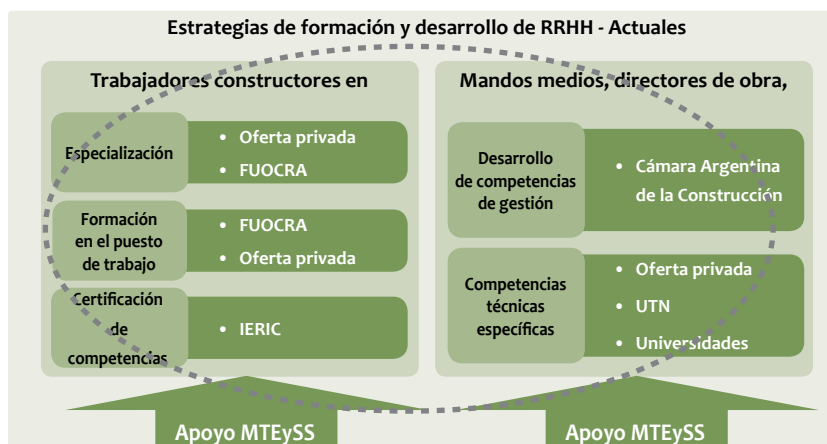 Estrategias de formación y desarrollo de RRHH - Actuales
Trabajadores constructores en
Especialización
• Oferta privada
• FUOCRA
Formación
en el puesto
de trabajo
• FUOCRA
• Oferta privada
Certificación
de
competencias
• IERIC
Apoyo MTEySS
Mandos medios, directores de obra,
Desarrollo
de competencias
de gestión
• Cámara Argentina
de la Construcción
Competencias
técnicas
específicas
• Oferta privada
• UTN
• Universidades
Apoyo MTEySS